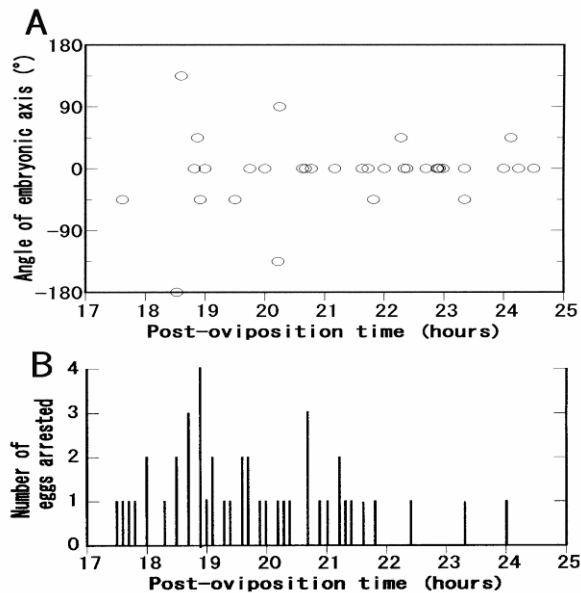 A
Angle of embryonic axis (°)
180
90
0
-90
-180
17 18 19 20 21 22 23 24 25
Post-oviposition time (hours)
B
Number of
eggs arrested
4
3
2
1
0
17 18 19 20 21 22 23 24 25
Post-oviposition time (hours)